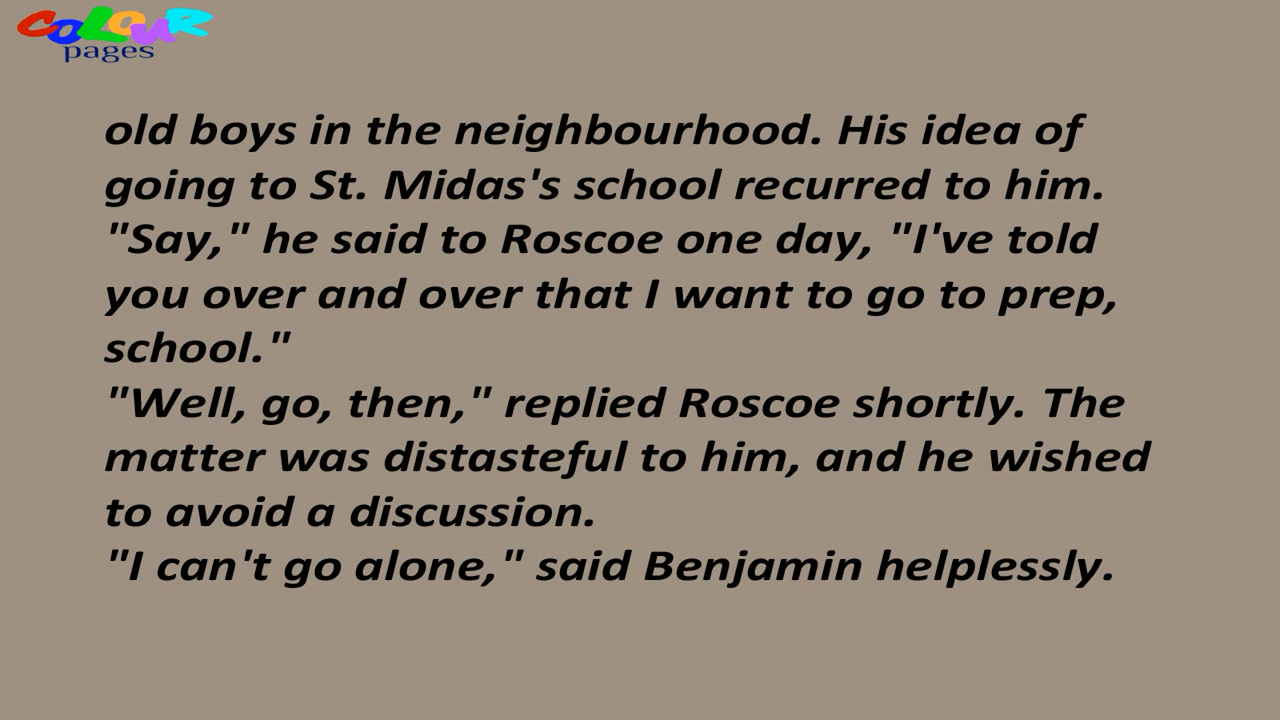 COLOUR
pages
old boys in the neighbourhood. His idea of
going to St. Midas's school recurred to him.
"Say," he said to Roscoe one day, "I've told
you over and over that I want to go to prep,
school."
"Well, go, then," replied Roscoe shortly. The
matter was distasteful to him, and he wished
to avoid a discussion.
"I can't go alone," said Benjamin helplessly.